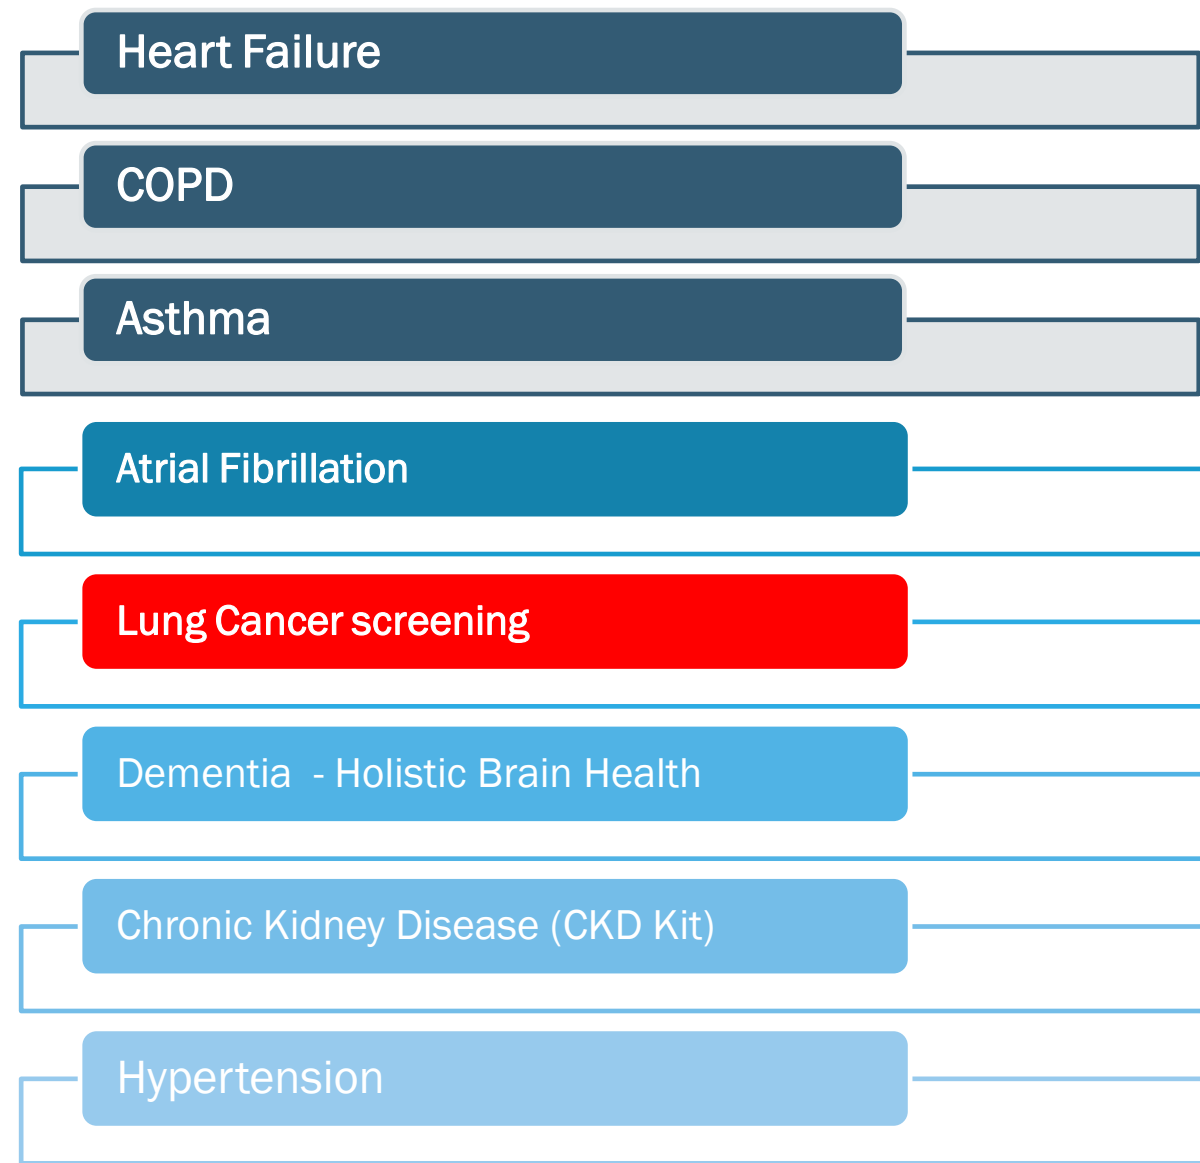 Heart Failure
COPD
Asthma
Atrial Fibrillation
Lung Cancer screening
Dementia  - Holistic Brain Health
Chronic Kidney Disease (CKD Kit)
Hypertension